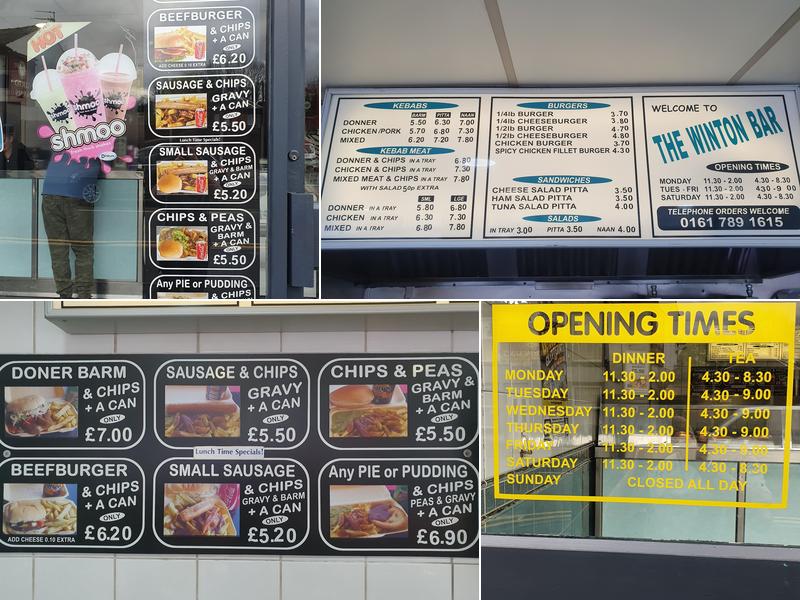 HOT
shmoo
shmoo
shmoo
shmoo
BEEFBURGER
& CHIPS
+ A CAN
ONLY
£6.20
ADD CHEESE 0.10 EXTRA
SAUSAGE & CHIPS
GRAVY
+ A CAN
ONLY
£5.50
Lunch Time Specials!
SMALL SAUSAGE
& CHIPS
GRAVY & BARM
+ A CAN
ONLY
£5.20
CHIPS & PEAS
GRAVY &
BARM
+ A CAN
ONLY
£5.50
Any PIE or PUDDING
& CHIPS
KEBABS
BARM PITTA NAAN
DONNER 5.50 6.30 7.00
CHICKEN/PORK 5.70 6.80 7.30
MIXED 6.20 7.20 7.80
KEBAB MEAT
DONNER & CHIPS IN A TRAY 6.80
CHICKEN & CHIPS IN A TRAY 7.30
MIXED MEAT & CHIPS IN A TRAY 7.80
WITH SALAD 50p EXTRA
SML LGE
DONNER IN A TRAY 5.80 6.80
CHICKEN IN A TRAY 6.30 7.30
MIXED IN A TRAY 6.80 7.80
BURGERS
1/4lb BURGER 3.70
1/4lb CHEESEBURGER 3.80
1/2lb BURGER 4.70
1/2lb CHEESEBURGER 4.80
CHICKEN BURGER 3.70
SPICY CHICKEN FILLET BURGER 4.30
SANDWICHES
CHEESE SALAD PITTA 3.50
HAM SALAD PITTA 3.50
TUNA SALAD PITTA 4.00
SALADS
IN TRAY 3.00 PITTA 3.50 NAAN 4.00
WELCOME TO
THE WINTON BAR
OPENING TIMES
MONDAY 11.30 - 2.00 4.30 - 8.30
TUES - FRI 11.30 - 2.00 4.30 - 9.00
SATURDAY 11.30 - 2.00 4.30 - 8.30
TELEPHONE ORDERS WELCOME
0161 789 1615
DONER BARM
& CHIPS
+ A CAN
ONLY
£7.00
SAUSAGE & CHIPS
GRAVY
+ A CAN
ONLY
£5.50
CHIPS & PEAS
GRAVY &
BARM
+ A CAN
ONLY
£5.50
Lunch Time Specials!
BEEFBURGER
& CHIPS
+ A CAN
ONLY
£6.20
ADD CHEESE 0.10 EXTRA
SMALL SAUSAGE
& CHIPS
GRAVY & BARM
+ A CAN
ONLY
£5.20
Any PIE or PUDDING
& CHIPS
PEAS & GRAVY
+ A CAN
ONLY
£6.90
OPENING TIMES
DINNER TEA
MONDAY 11.30 - 2.00 4.30 - 8.30
TUESDAY 11.30 - 2.00 4.30 - 9.00
WEDNESDAY 11.30 - 2.00 4.30 - 9.00
THURSDAY 11.30 - 2.00 4.30 - 9.00
FRIDAY 11.30 - 2.00 4.30 - 9.00
SATURDAY 11.30 - 2.00 4.30 - 8.30
SUNDAY CLOSED ALL DAY